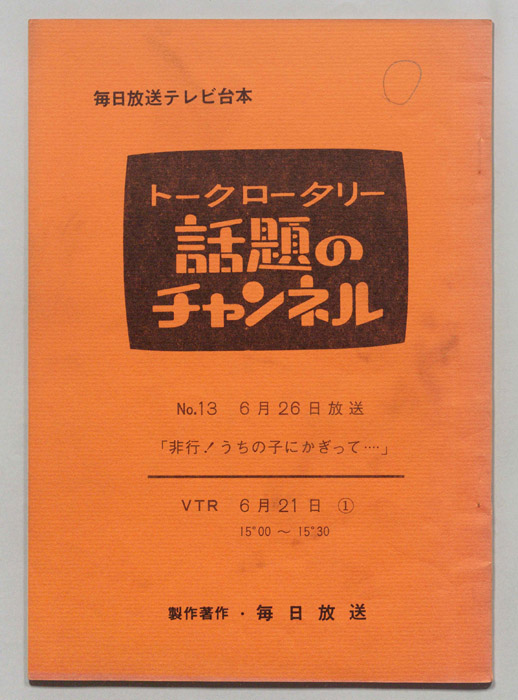 毎日放送テレビ台本
トークロータリー
話題の
チャンネル
No.13 6月26日放送
「非行!うちの子にかぎって‥‥」
VTR 6月21日 ①
15°00 ~ 15°30
製作著作・毎日放送